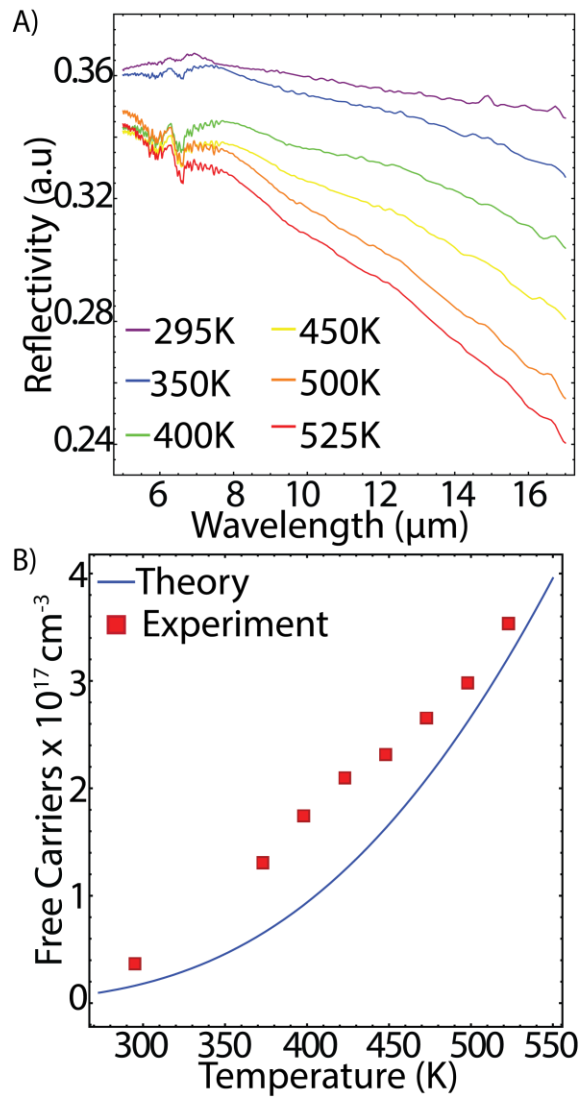 A)
0.36
0.32
0.28
0.24
Reflectivity (a.u)
295K 450K
350K 500K
400K 525K
6 8 10 12 14 16
Wavelength (μm)
B)
4
3
2
1
0
Free Carriers x 10¹⁷ cm⁻³
Theory
Experiment
300 350 400 450 500 550
Temperature (K)